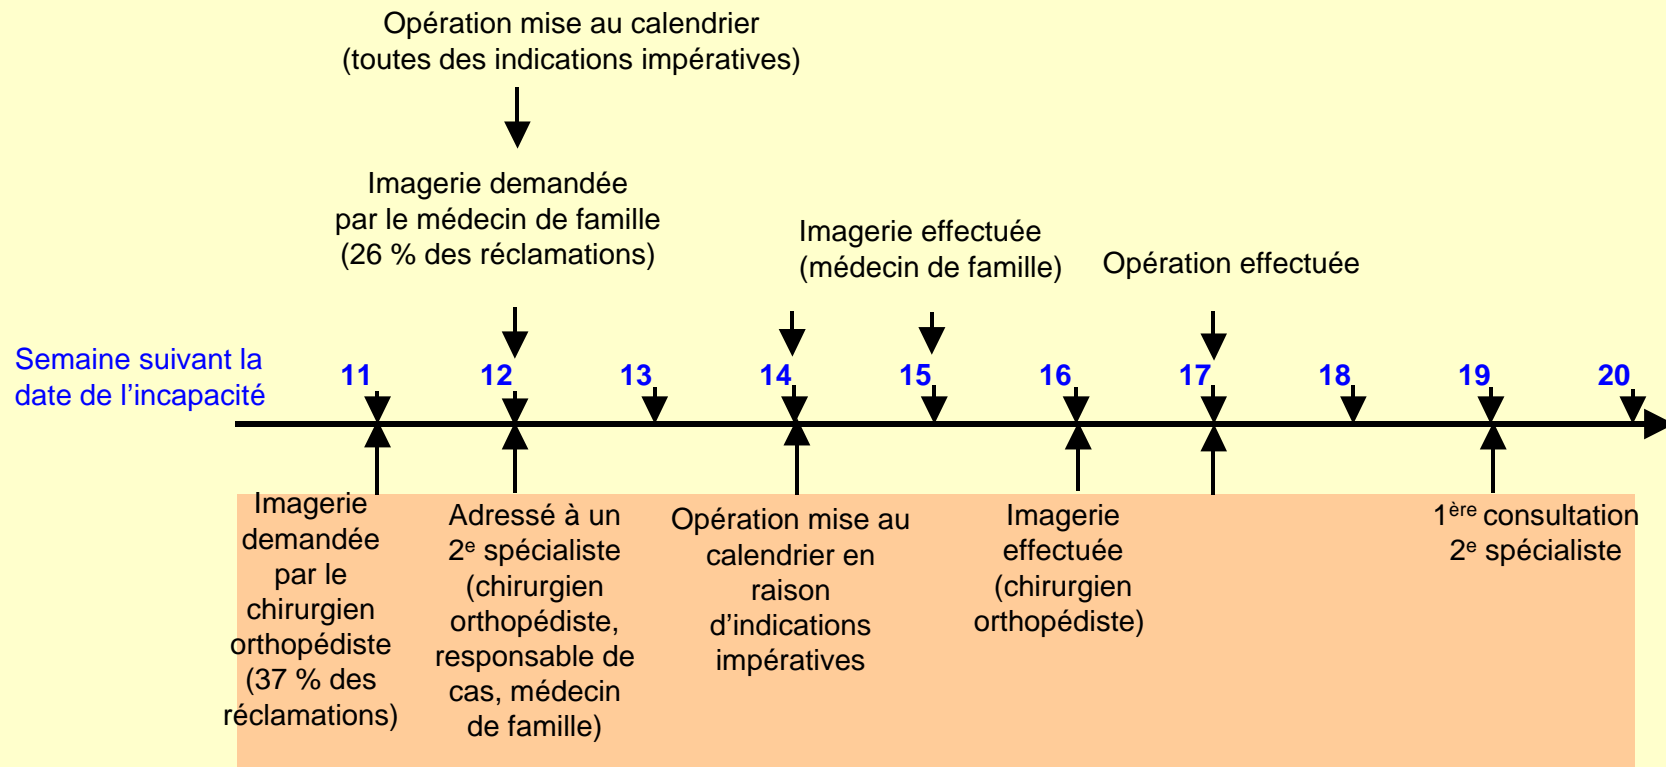 Opération mise au calendrier
(toutes des indications impératives)
Imagerie demandée
par le médecin de famille
(26 % des réclamations)
Imagerie effectuée
(médecin de famille)
Opération effectuée
Semaine suivant la
date de l’incapacité
11 12 13 14 15 16 17 18 19 20
Imagerie
demandée
par le
chirurgien
orthopédiste
(37 % des
réclamations)
Adressé à un
2e spécialiste
(chirurgien
orthopédiste,
responsable de
cas, médecin
de famille)
Opération mise au
calendrier en
raison
d’indications
impératives
Imagerie
effectuée
(chirurgien
orthopédiste)
1ère consultation
2e spécialiste